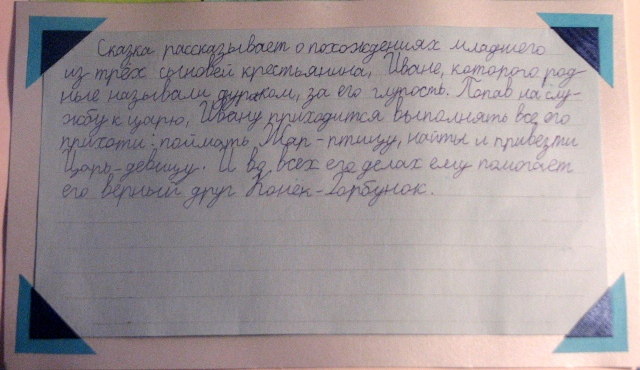 Сказка рассказывает о похождениях младшего
из трёх сыновей крестьянина, Иване, которого род-
ные называли дураком, за его глупость. Попав на слу-
жбу к царю, Ивану приходится выполнять все его
прихоти: поймать Жар-птицу, найти и привезти
Царь-девицу. И во всех его делах ему помогает
его верный друг Конёк-Горбунок.